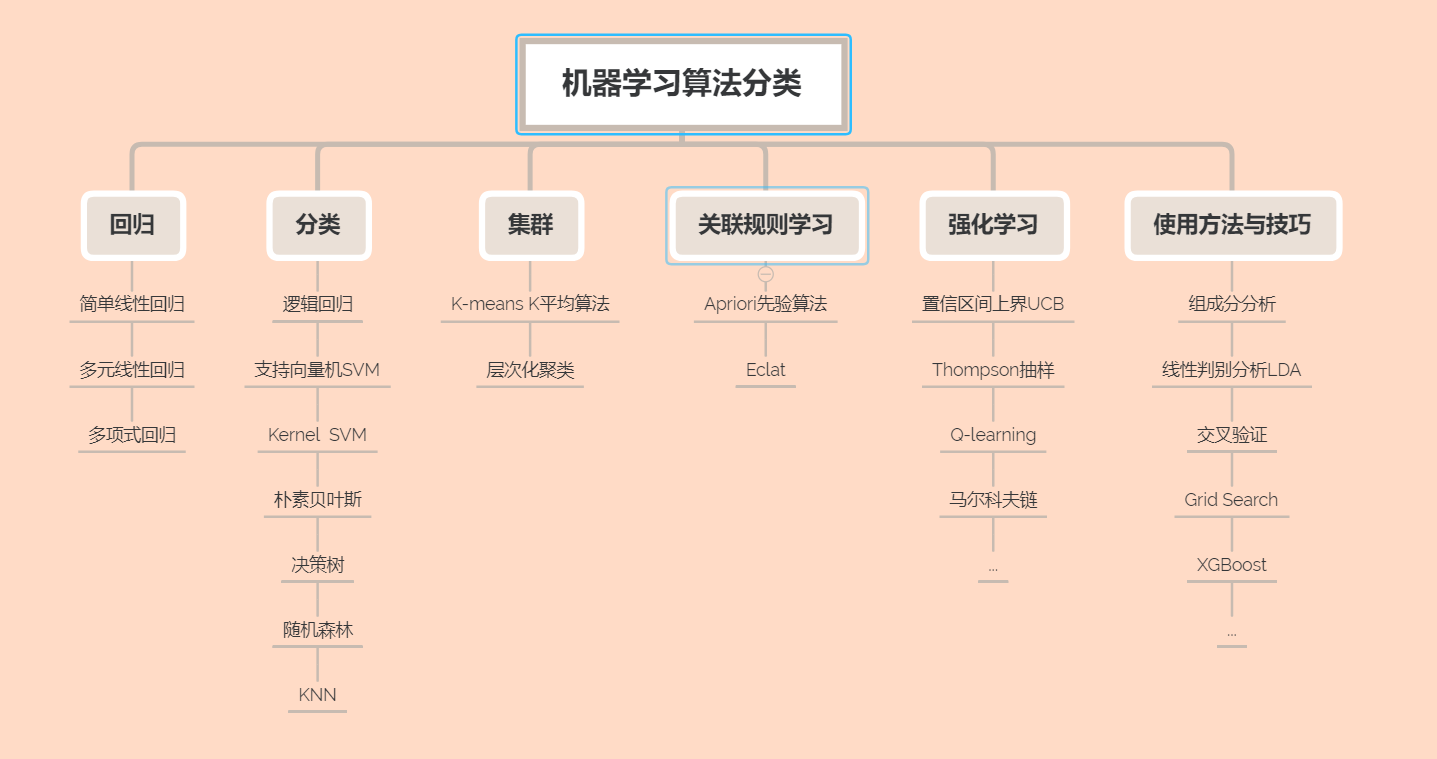 机器学习算法分类
回归
分类
集群
关联规则学习
强化学习
使用方法与技巧
简单线性回归
多元线性回归
多项式回归
逻辑回归
支持向量机SVM
Kernel SVM
朴素贝叶斯
决策树
随机森林
KNN
K-means K平均算法
层次化聚类
Apriori先验算法
Eclat
置信区间上界UCB
Thompson抽样
Q-learning
马尔科夫链
...
组成分分析
线性判别分析LDA
交叉验证
Grid Search
XGBoost
...